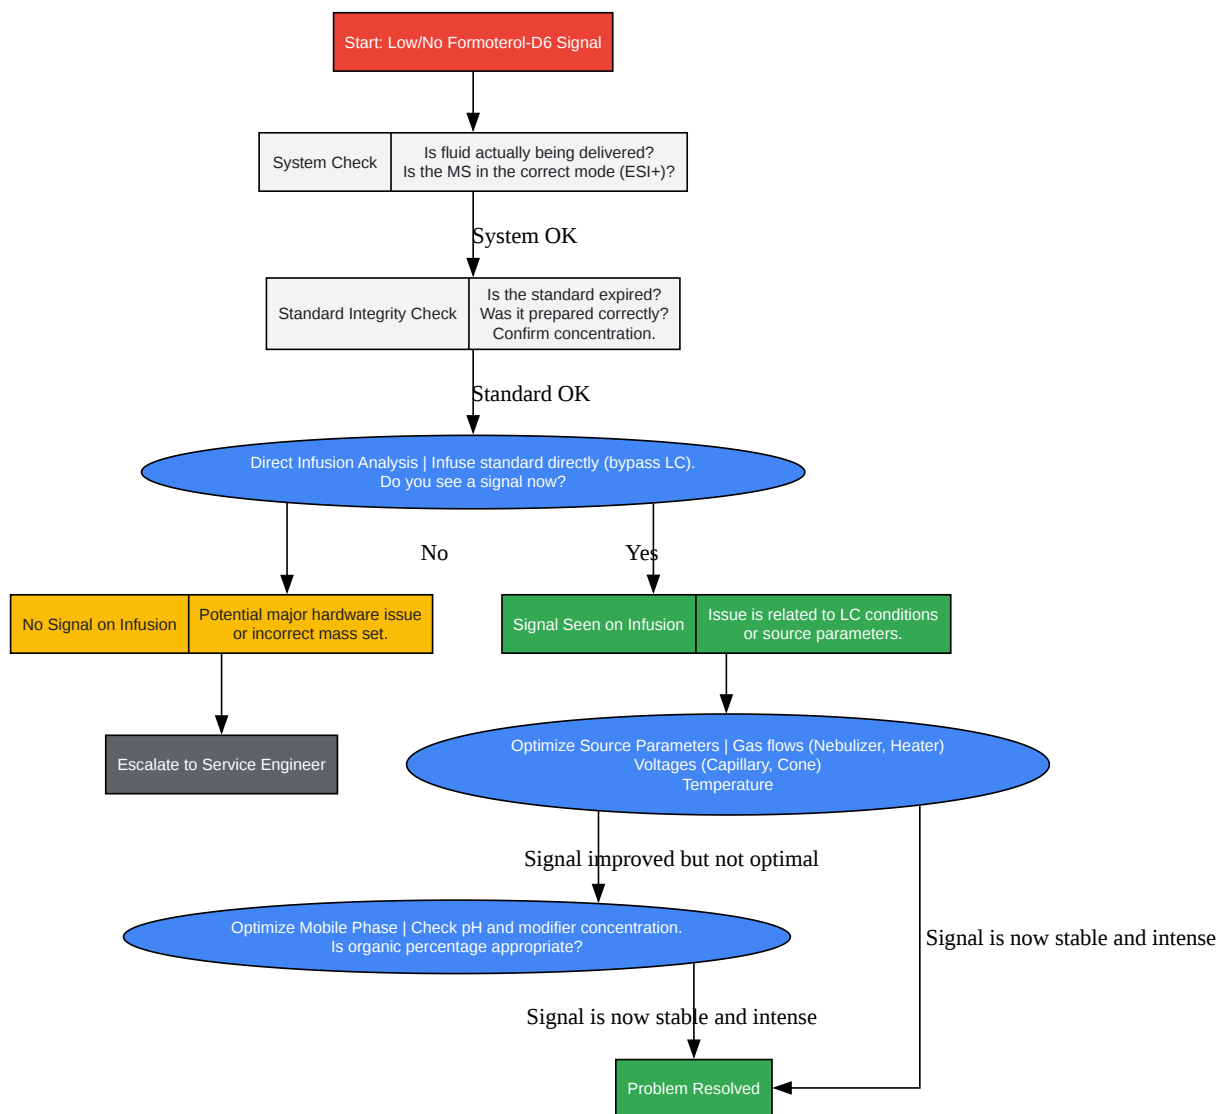 Start: Low/No Formoterol-D6 Signal
System Check
Is fluid actually being delivered?
Is the MS in the correct mode (ESI+)?
System OK
Standard Integrity Check
Is the standard expired?
Was it prepared correctly?
Confirm concentration.
Standard OK
Direct Infusion Analysis | Infuse standard directly (bypass LC).
Do you see a signal now?
No
Yes
No Signal on Infusion
Potential major hardware issue
or incorrect mass set.
Signal Seen on Infusion
Issue is related to LC conditions
or source parameters.
Escalate to Service Engineer
Optimize Source Parameters | Gas flows (Nebulizer, Heater)
Voltages (Capillary, Cone)
Temperature
Signal improved but not optimal
Optimize Mobile Phase | Check pH and modifier concentration.
Is organic percentage appropriate?
Signal is now stable and intense
Signal is now stable and intense
Problem Resolved